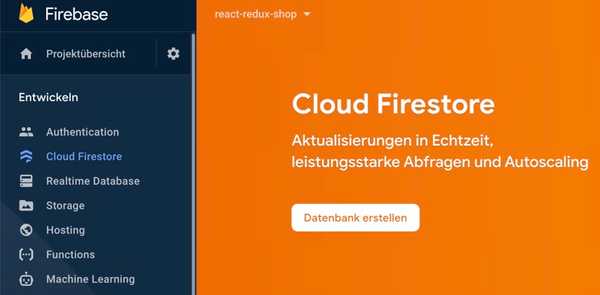 Firebase
react-redux-shop
Projektübersicht
Entwickeln
Authentication
Cloud Firestore
Realtime Database
Storage
Hosting
Functions
Machine Learning
Cloud Firestore
Aktualisierungen in Echtzeit,
leistungsstarke Abfragen und Autoscaling
Datenbank erstellen